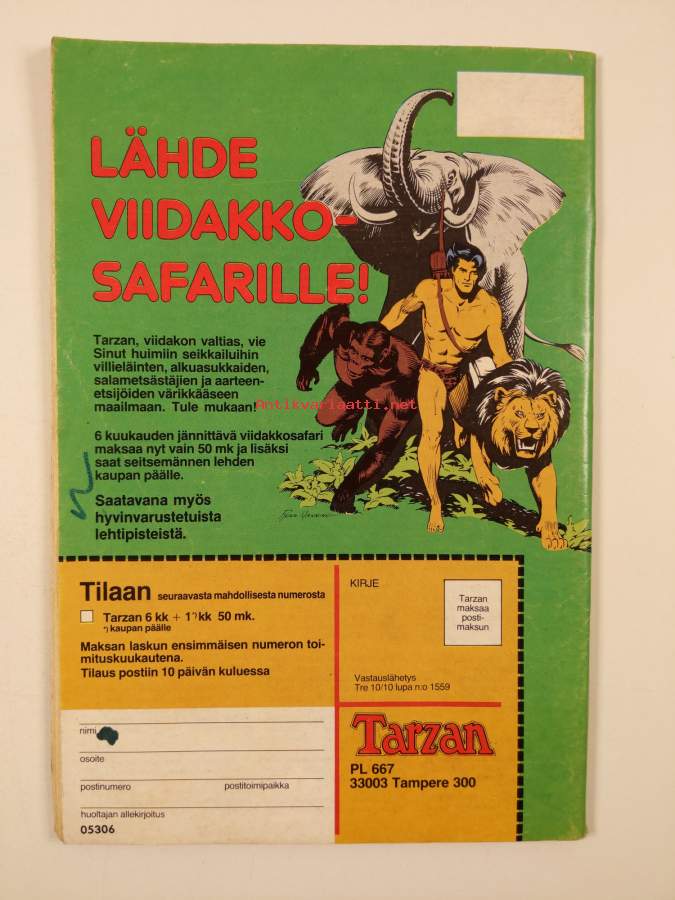 LÄHDE
VIIDAKKO-
SAFARILLE!
Tarzan, viidakon valtias, vie
Sinut huimiin seikkailuihin
villieläinten, alkuasukkaiden,
salametsästäjien ja aarteen-
etsijöiden värikkääseen
maailmaan. Tule mukaan!
Antikvariaatti.net
6 kuukauden jännittävä viidakkosafari
maksaa nyt vain 50 mk ja lisäksi
saat seitsemännen lehden
kaupan päälle.
Saatavana myös
hyvinvarustetuista
lehtipisteistä.
Tilaan seuraavasta mahdollisesta numerosta
Tarzan 6 kk + 1*) kk 50 mk.
*) kaupan päälle
Maksan laskun ensimmäisen numeron toi-
mituskuukautena.
Tilaus postiin 10 päivän kuluessa
nimi
osoite
postinumero postitoimipaikka
huoltajan allekirjoitus
05306
KIRJE
Tarzan
maksaa
posti-
maksun
Vastauslähetys
Tre 10/10 lupa n:o 1559
Tarzan
PL 667
33003 Tampere 300